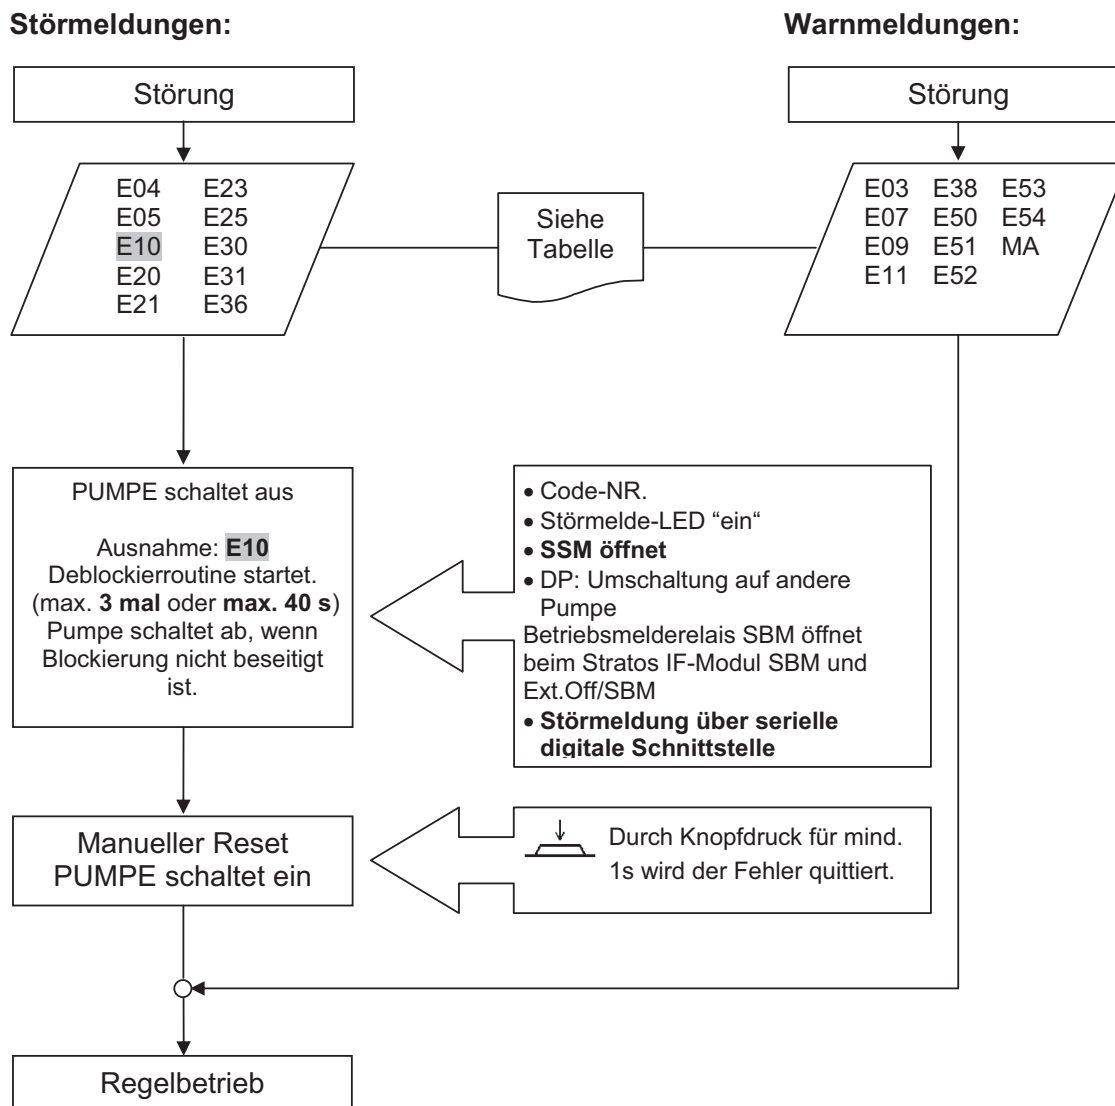 Störmeldungen:
Warnmeldungen:
Störung
Störung
E04 E23
E05 E25
E10 E30
E20 E31
E21 E36
Siehe
Tabelle
E03 E38 E53
E07 E50 E54
E09 E51 MA
E11 E52
PUMPE schaltet aus
Ausnahme: E10
Deblockierroutine startet.
(max. 3 mal oder max. 40 s)
Pumpe schaltet ab, wenn
Blockierung nicht beseitigt
ist.
• Code-NR.
• Störmelde-LED “ein“
• SSM öffnet
• DP: Umschaltung auf andere
Pumpe
Betriebsmelderelais SBM öffnet
beim Stratos IF-Modul SBM und
Ext.Off/SBM
• Störmeldung über serielle
digitale Schnittstelle
Manueller Reset
PUMPE schaltet ein
Durch Knopfdruck für mind.
1s wird der Fehler quittiert.
Regelbetrieb